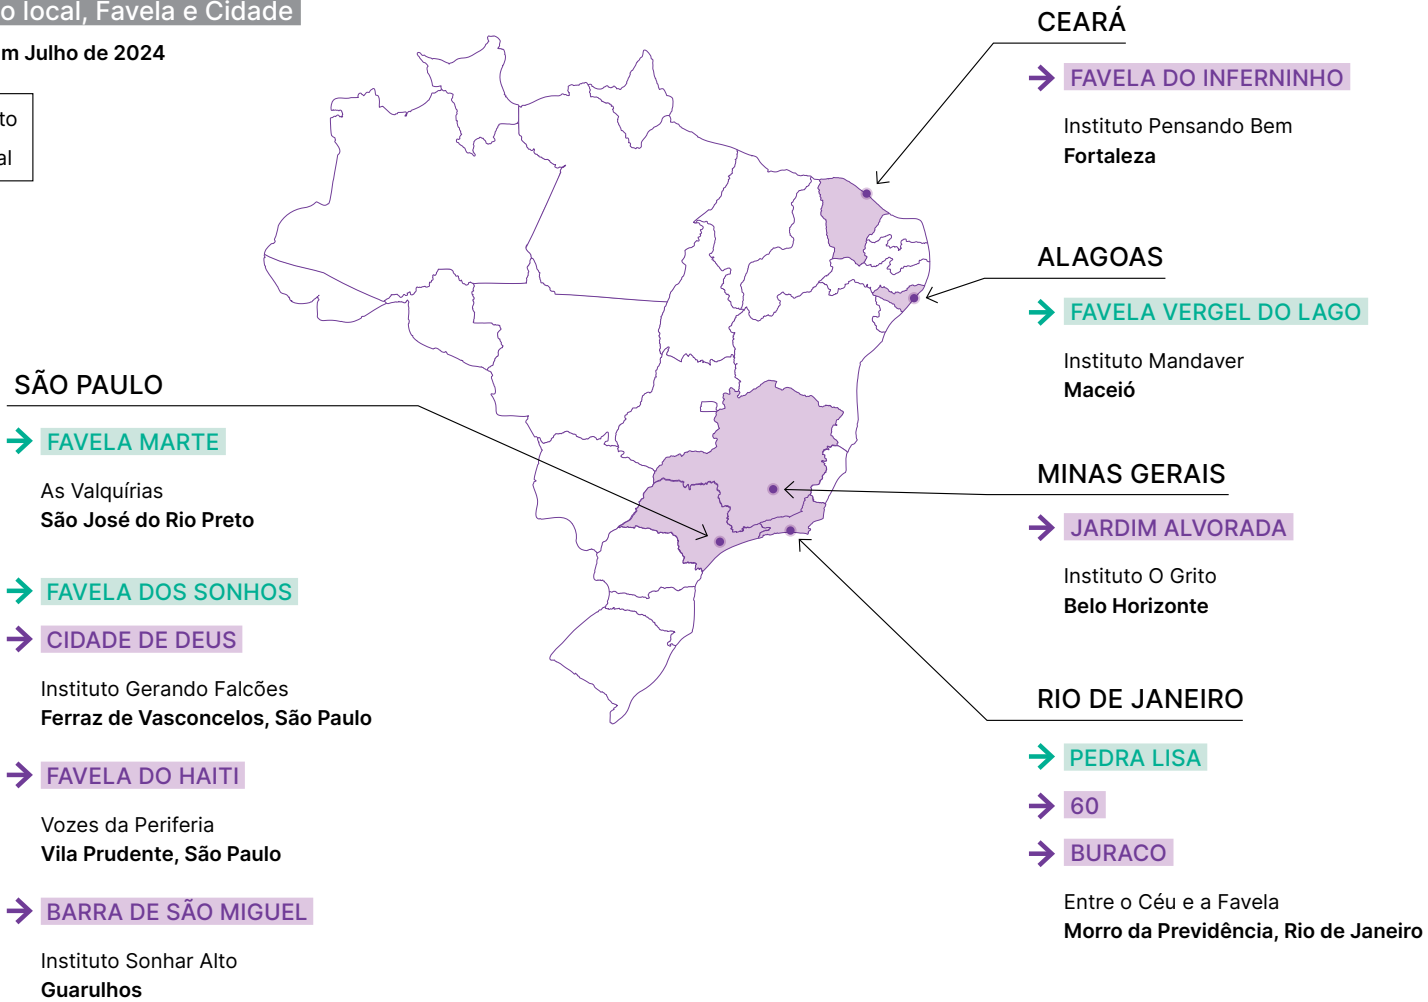 o local, Favela e Cidade
m Julho de 2024
to
al
SÃO PAULO
FAVELA MARTE
As Valquírias
São José do Rio Preto
FAVELA DOS SONHOS
CIDADE DE DEUS
Instituto Gerando Falcões
Ferraz de Vasconcelos, São Paulo
FAVELA DO HAITI
Vozes da Periferia
Vila Prudente, São Paulo
BARRA DE SÃO MIGUEL
Instituto Sonhar Alto
Guarulhos
CEARÁ
FAVELA DO INFERNINHO
Instituto Pensando Bem
Fortaleza
ALAGOAS
FAVELA VERGEL DO LAGO
Instituto Mandaver
Maceió
MINAS GERAIS
JARDIM ALVORADA
Instituto O Grito
Belo Horizonte
RIO DE JANEIRO
PEDRA LISA
60
BURACO
Entre o Céu e a Favela
Morro da Previdência, Rio de Janeiro